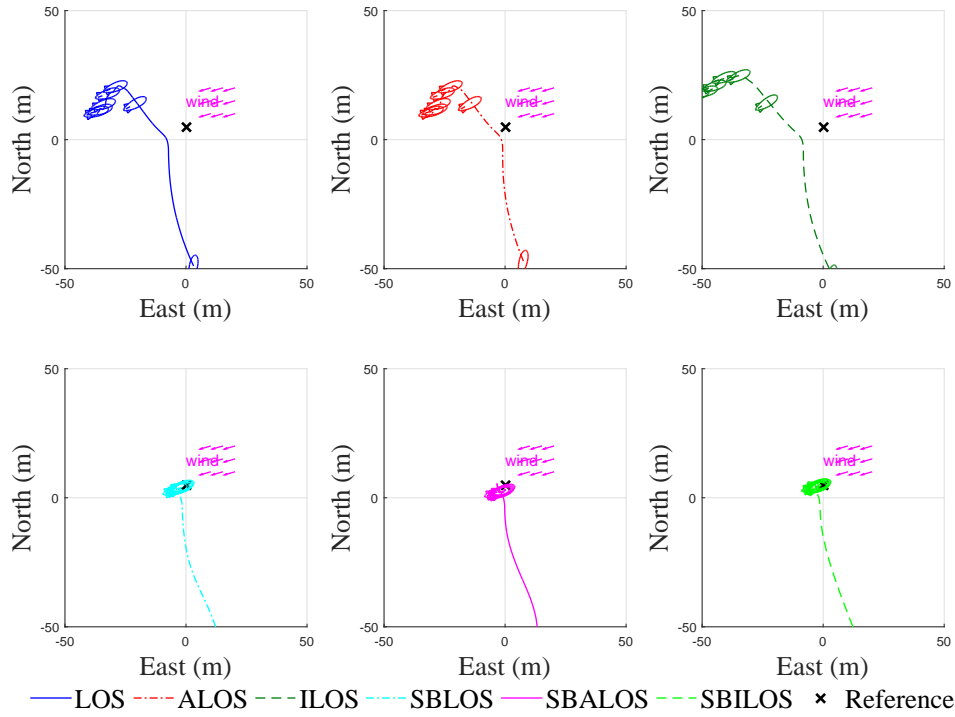 50 50 50
North (m) wind North (m) wind North (m) wind
0 0 0
-50 -50 -50
-50 0 50 -50 0 50 -50 0 50
East (m) East (m) East (m)
50 50 50
North (m) wind North (m) wind North (m) wind
0 0 0
-50 -50 -50
-50 0 50 -50 0 50 -50 0 50
East (m) East (m) East (m)
LOS ALOS ILOS SBLOS SBALOS SBILOS Reference